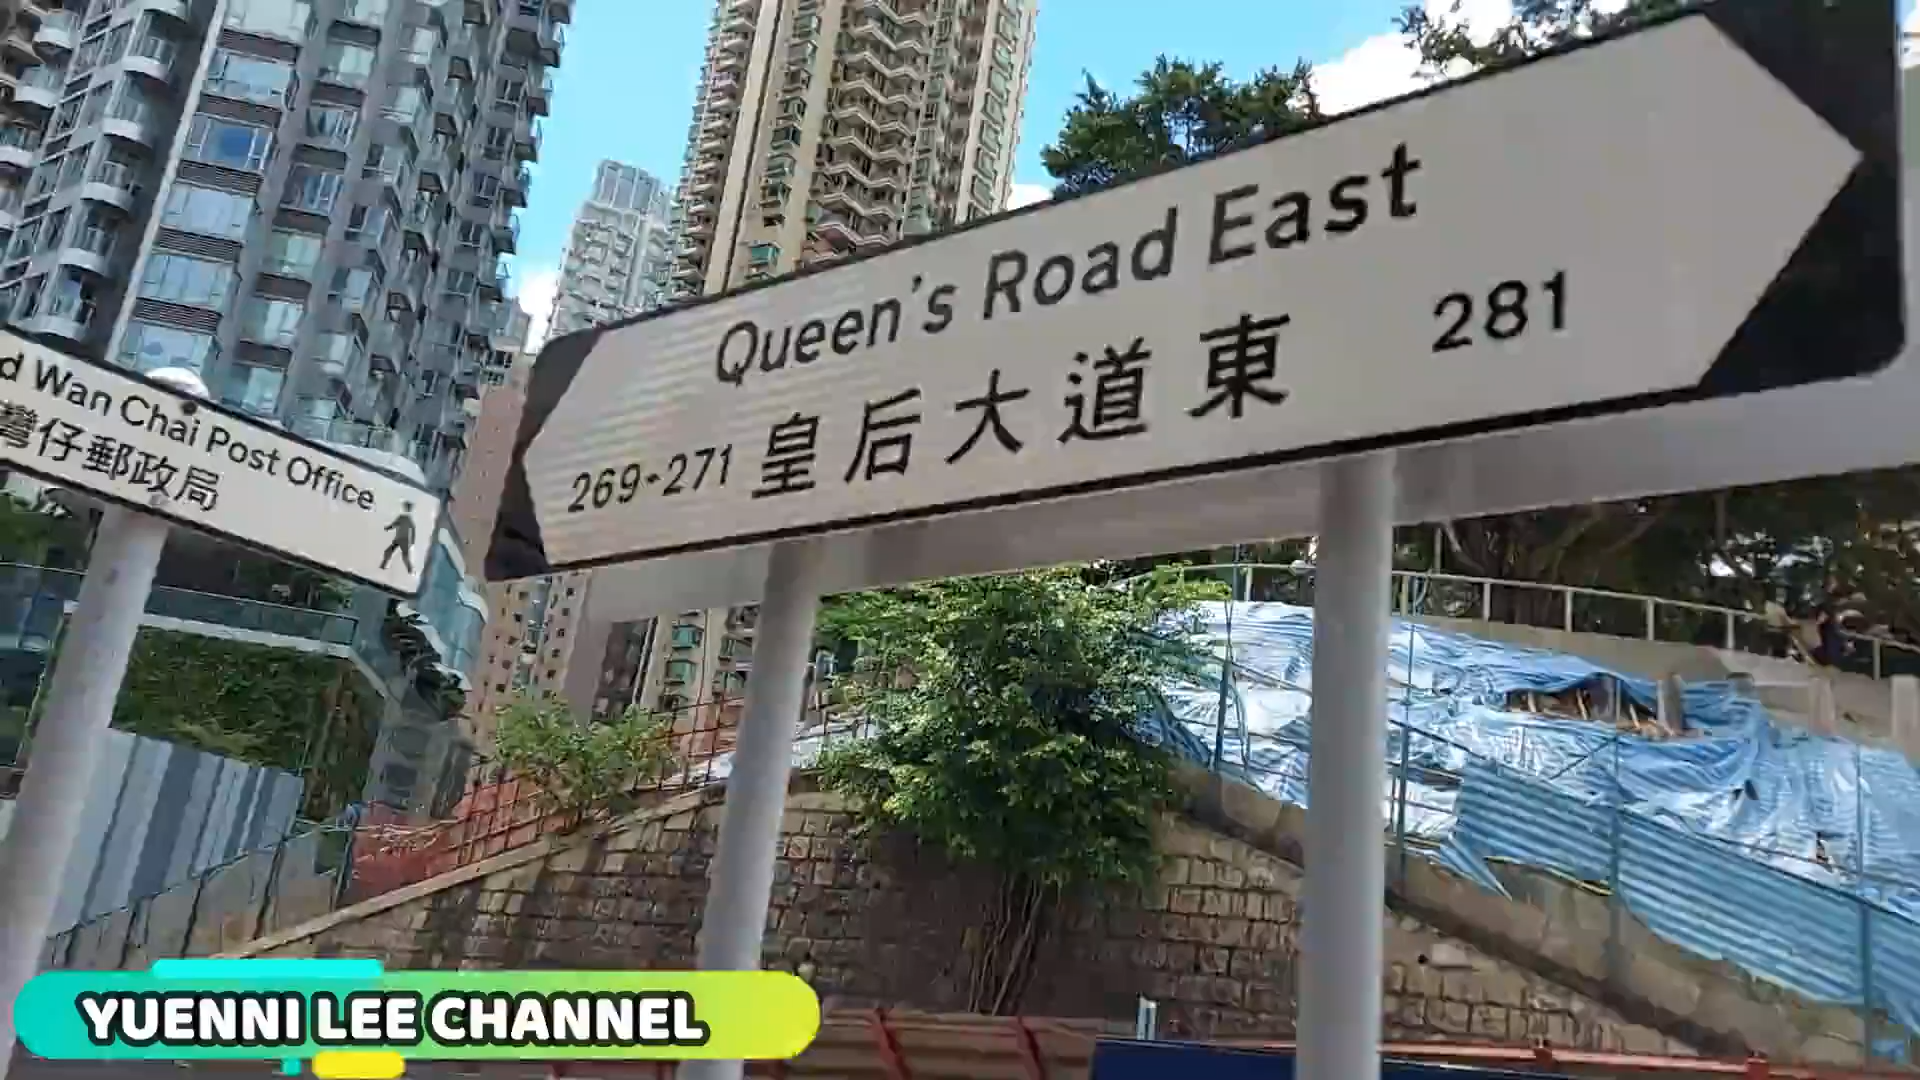 d Wan Chai Post Office
灣仔郵政局
Queen's Road East
皇后大道東
269-271
281
YUENNI LEE CHANNEL